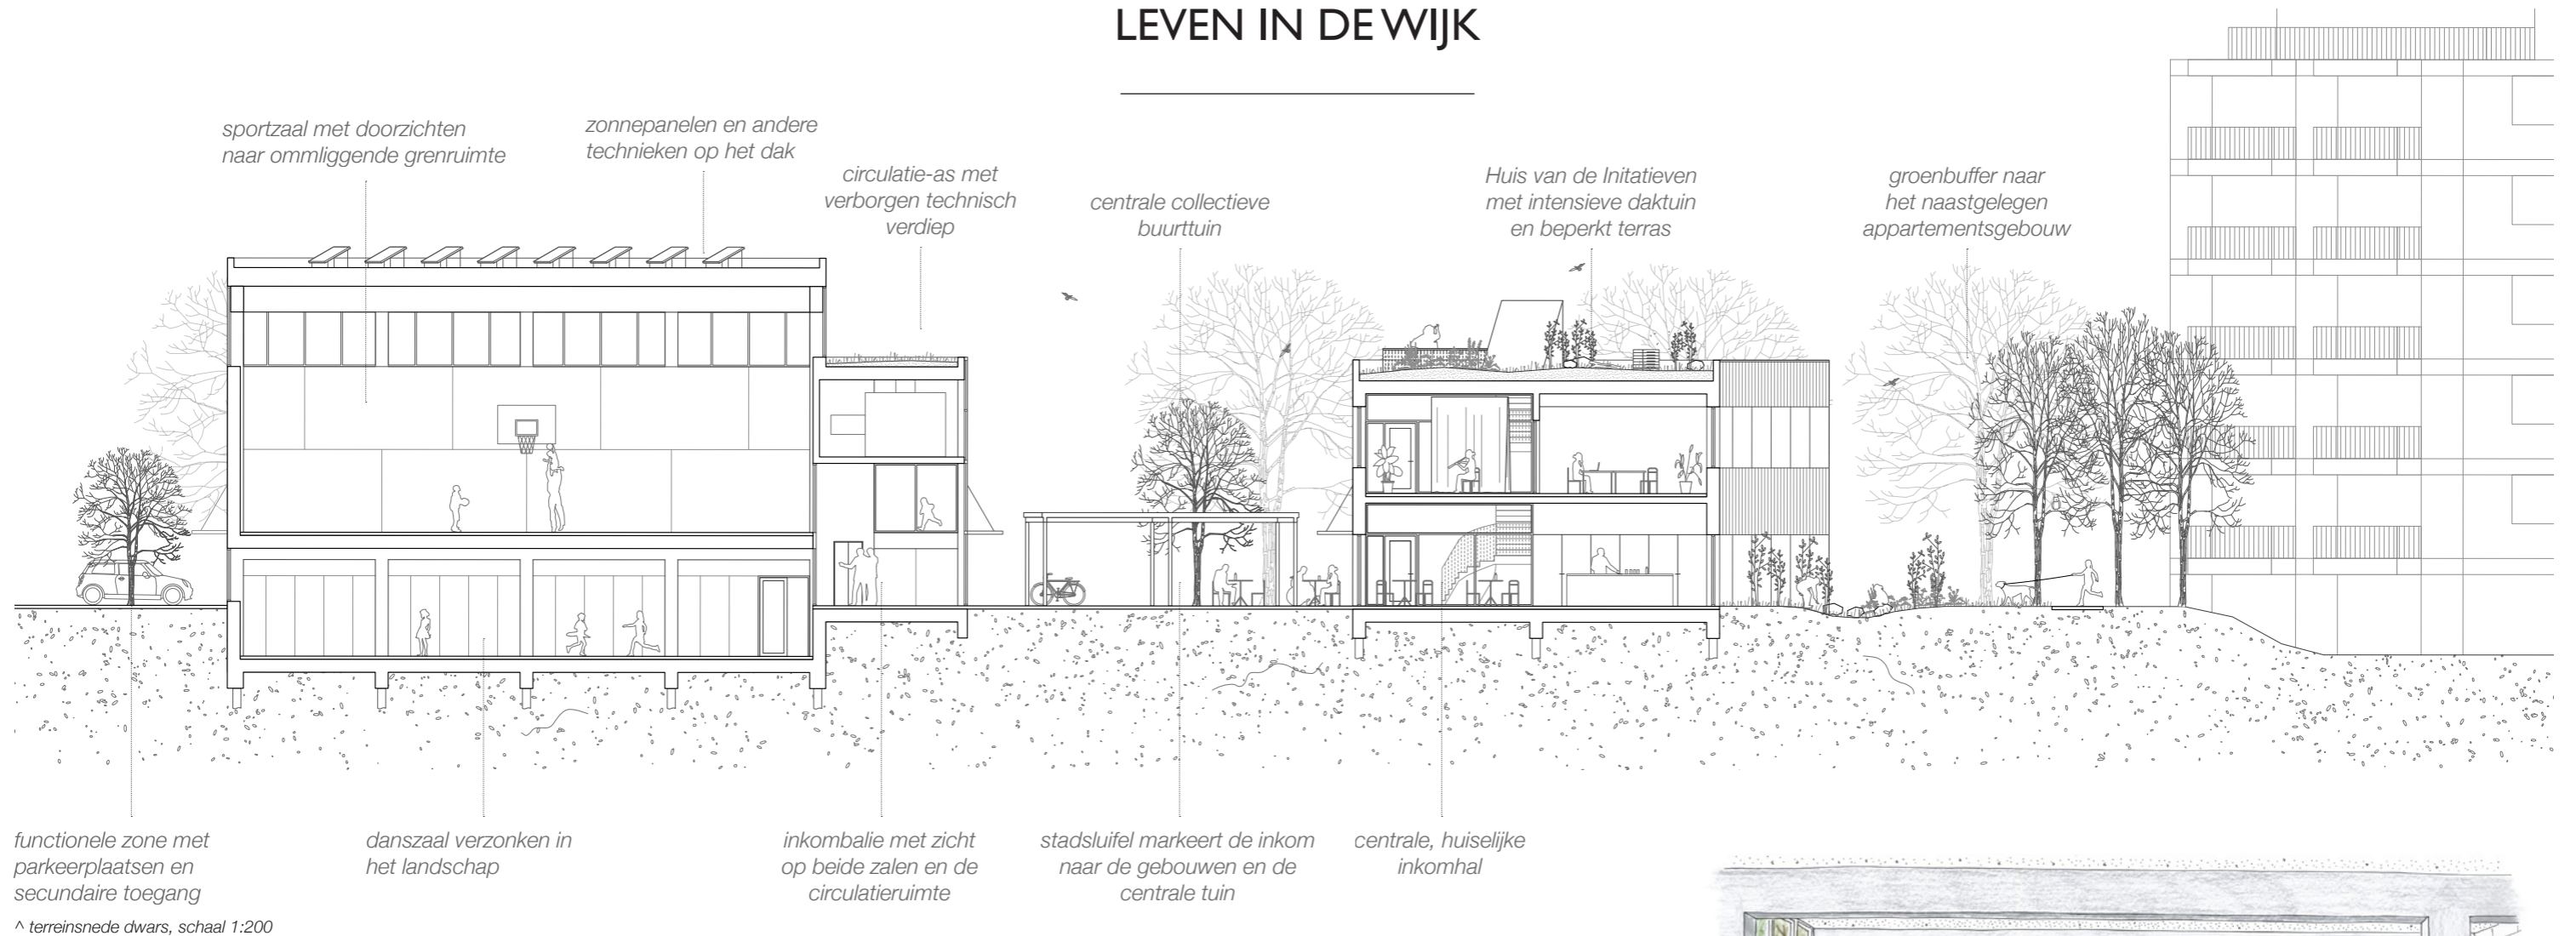 LEVEN IN DE WIJK
sportzaal met doorzichten
naar ommliggende grenruimte
zonnepanelen en andere
technieken op het dak
circulatie-as met
verborgen technisch
verdiep
centrale collectieve
buurttuin
Huis van de Initatieven
met intensieve daktuin
en beperkt terras
groenbuffer naar
het naastgelegen
appartementsgebouw
functionele zone met
parkeerplaatsen en
secundaire toegang
danszaal verzonken in
het landschap
inkombalie met zicht
op beide zalen en de
circulatieruimte
stadsluifel markeert de inkom
naar de gebouwen en de
centrale tuin
centrale, huiselijke
inkomhal
^ terreinsnede dwars, schaal 1:200